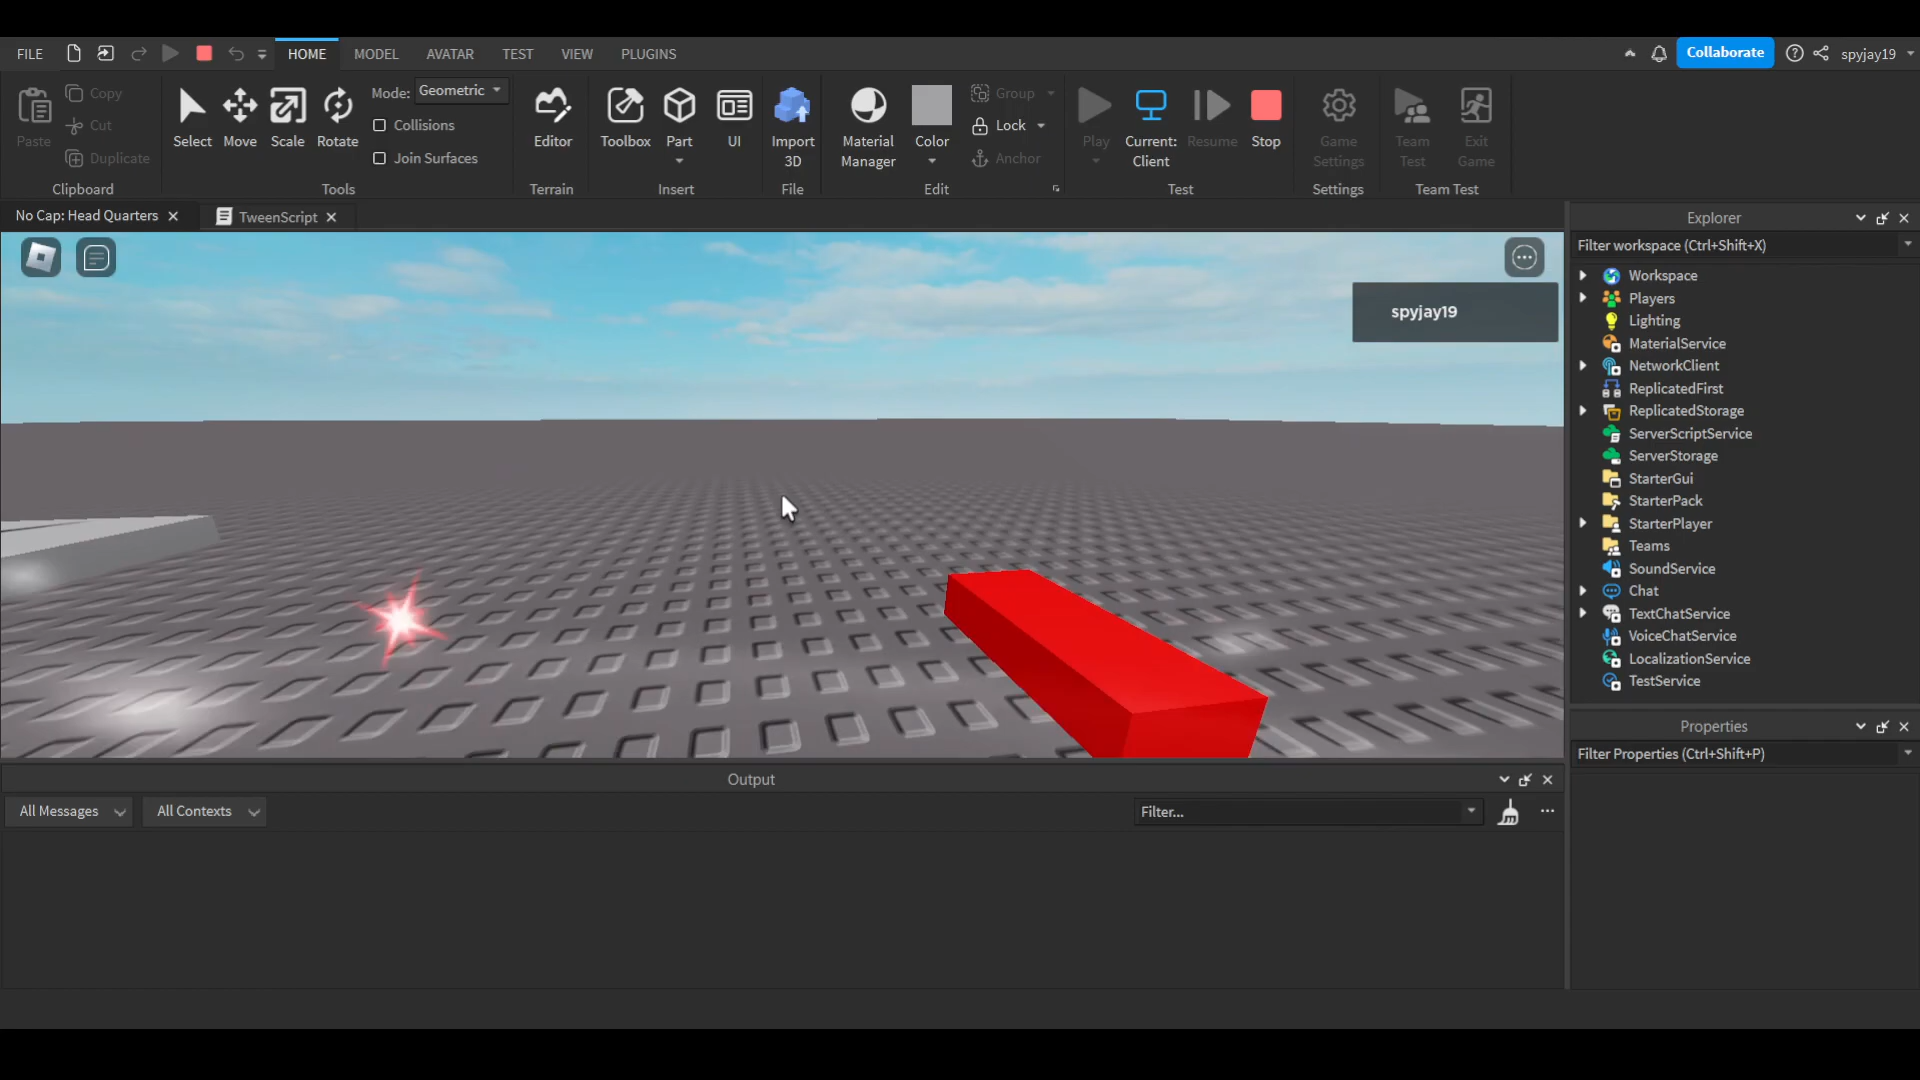 FILE HOME MODEL AVATAR TEST VIEW PLUGINS Collaborate spyjay19
Paste
Copy
Cut
Duplicate
Clipboard
Select Move Scale Rotate
Mode: Geometric
Collisions
Join Surfaces
Tools
Editor
Terrain
Toolbox Part UI
Insert
Import
3D
File
Material
Manager
Color
Group
Lock
Anchor
Edit
Play
Current:
Client
Resume
Stop
Test
Game
Settings
Settings
Team
Test
Exit
Game
Team Test
No Cap: Head Quarters TweenScript
spyjay19
Explorer
Filter workspace (Ctrl+Shift+X)
Workspace
Players
Lighting
MaterialService
NetworkClient
ReplicatedFirst
ReplicatedStorage
ServerScriptService
ServerStorage
StarterGui
StarterPack
StarterPlayer
Teams
SoundService
Chat
TextChatService
VoiceChatService
LocalizationService
TestService
Properties
Filter Properties (Ctrl+Shift+P)
Output
All Messages All Contexts Filter...